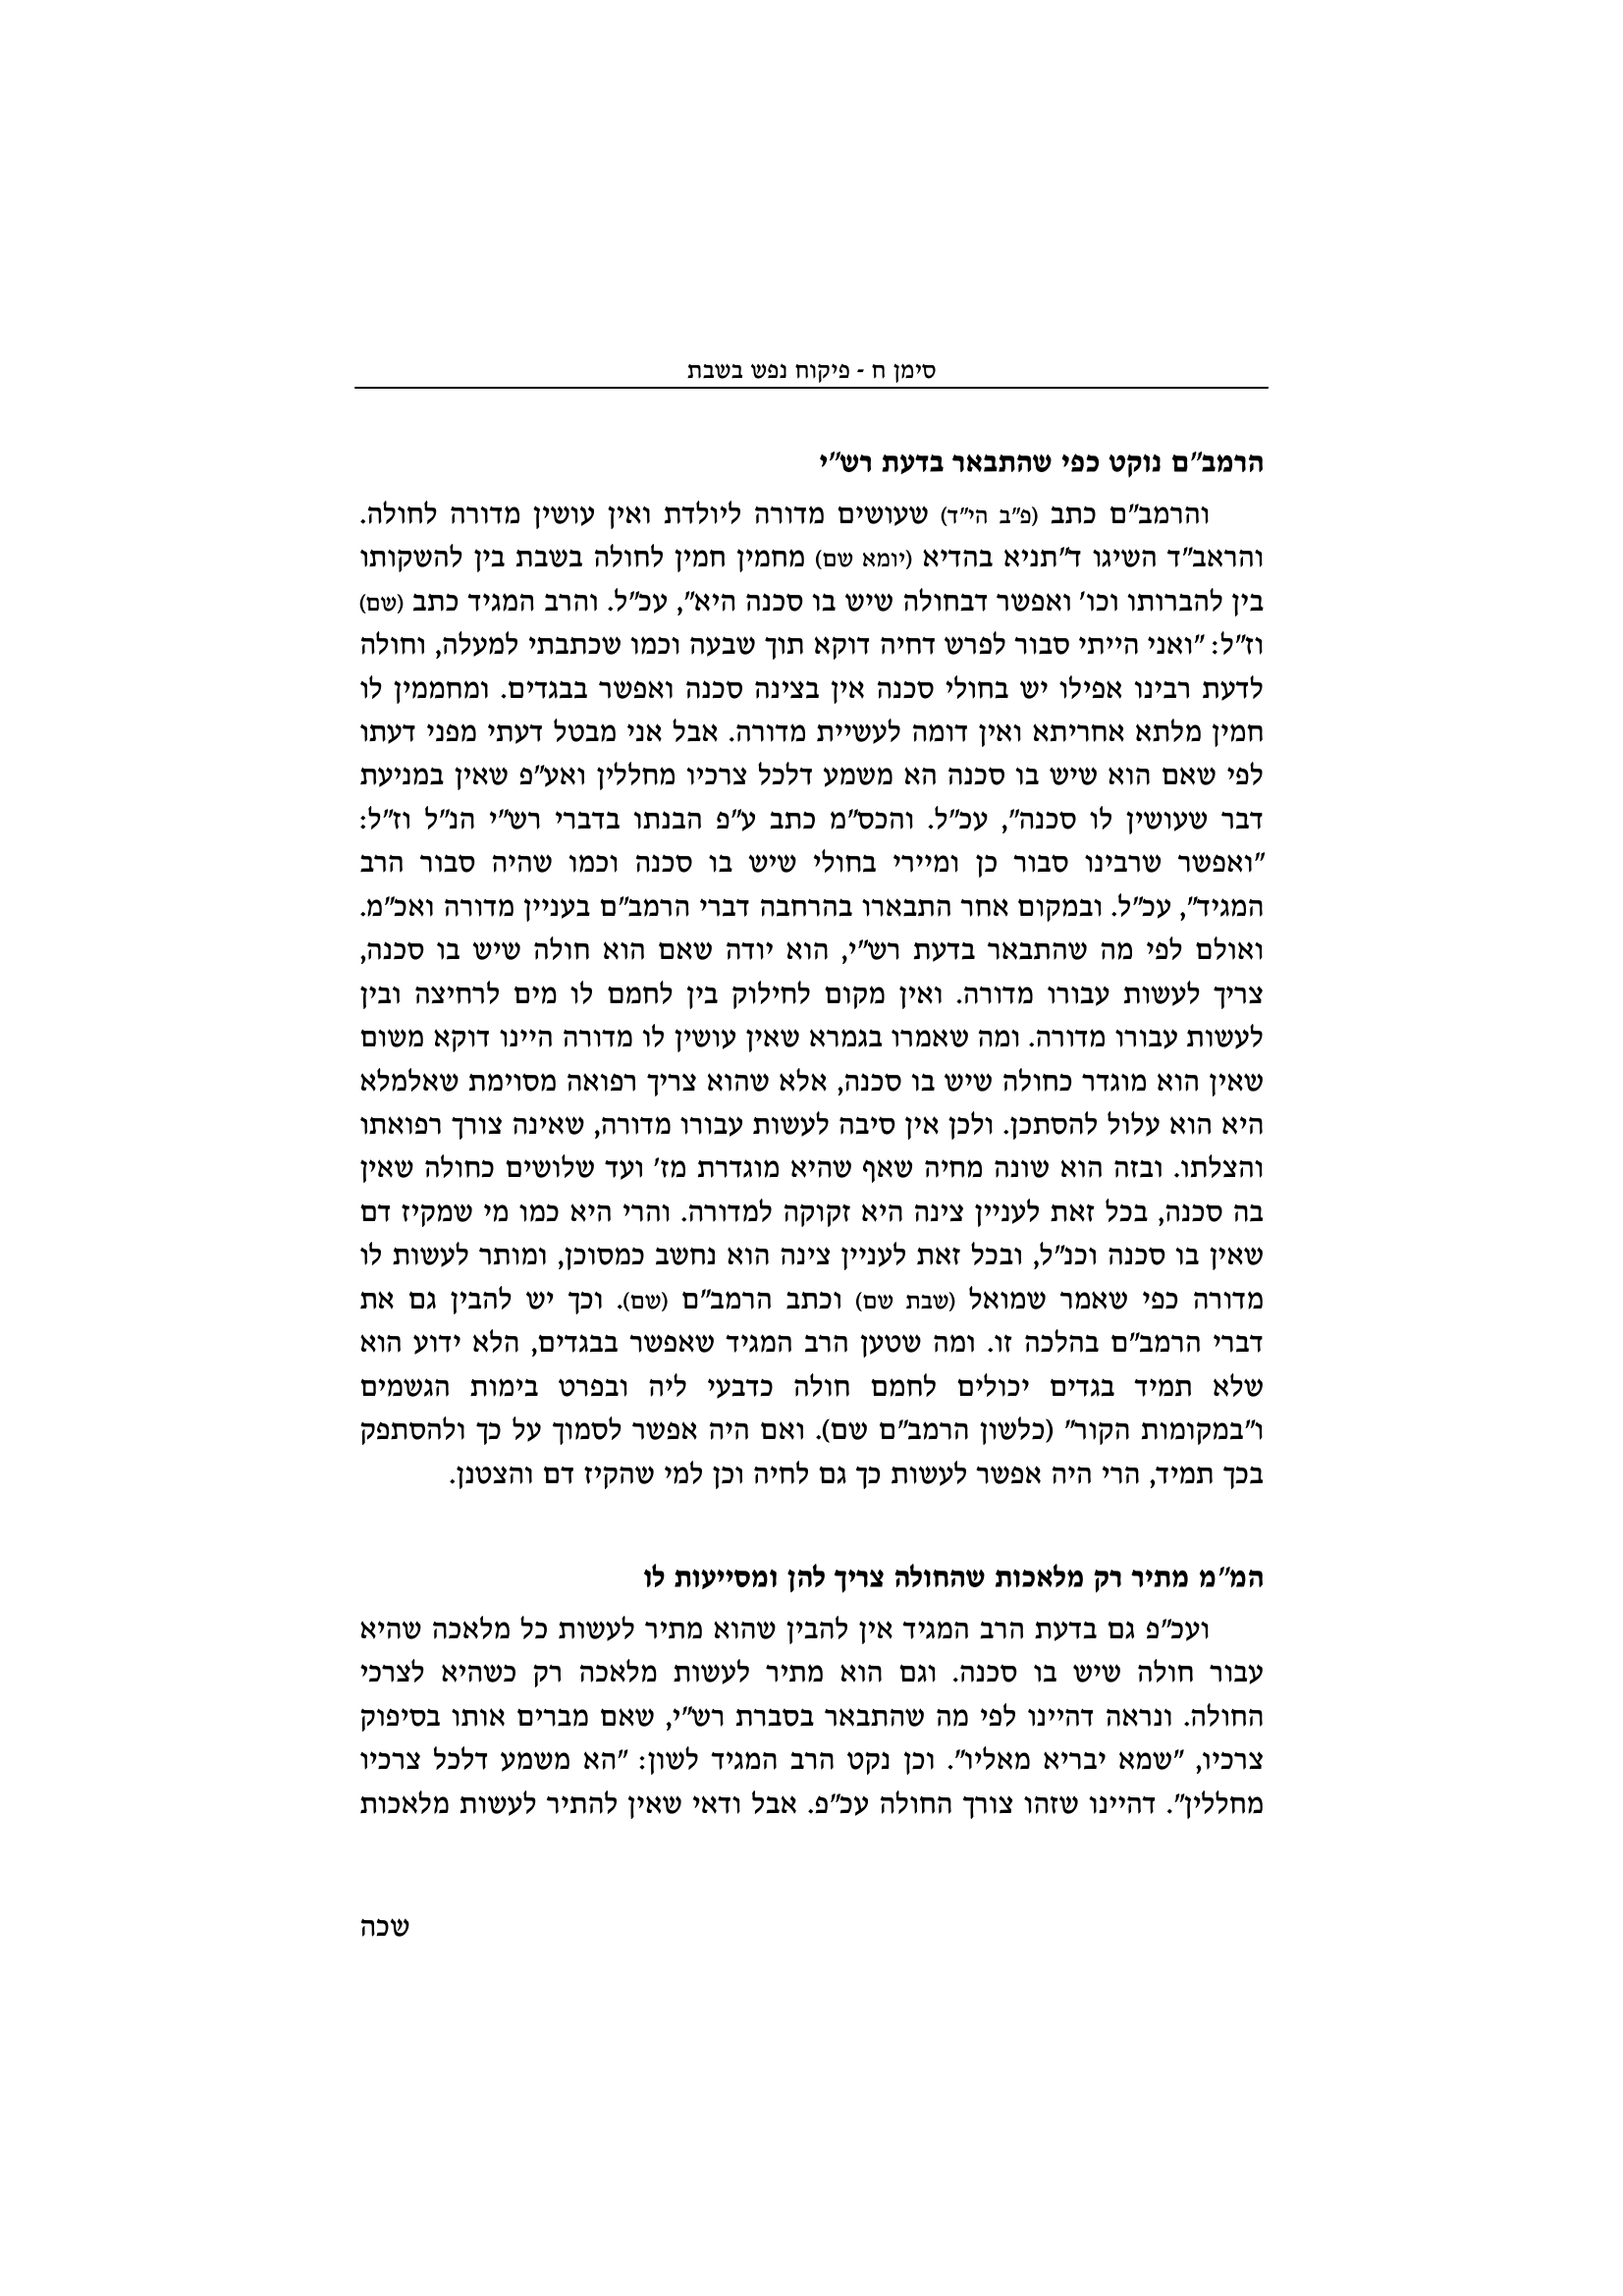 סימן ח - פיקוח נפש בשבת
הרמב"ם נוקט כפי שהתבאר בדעת רש"י
והרמב"ם כתב (פ"ב הי"ד) שעושים מדורה ליולדת ואין עושין מדורה לחולה.
והראב"ד השיגו ד"תניא בהדיא (יומא שם) מחמין חמין לחולה בשבת בין להשקותו
בין להברותו וכו' ואפשר דבחולה שיש בו סכנה היא", עכ"ל. והרב המגיד כתב (שם)
וז"ל: "ואני הייתי סבור לפרש דחיה דוקא תוך שבעה וכמו שכתבתי למעלה, וחולה
לדעת רבינו אפילו יש בחולי סכנה אין בצינה סכנה ואפשר בבגדים. ומחממין לו
חמין מלתא אחריתא ואין דומה לעשיית מדורה. אבל אני מבטל דעתי מפני דעתו
לפי שאם הוא שיש בו סכנה הא משמע דלכל צרכיו מחללין ואע"פ שאין במניעת
דבר שעושין לו סכנה", עכ"ל. והכס"מ כתב ע"פ הבנתו בדברי רש"י הנ"ל וז"ל:
"ואפשר שרבינו סבור כן ומיירי בחולי שיש בו סכנה וכמו שהיה סבור הרב
המגיד", עכ"ל. ובמקום אחר התבארו בהרחבה דברי הרמב"ם בעניין מדורה ואכ"מ.
ואולם לפי מה שהתבאר בדעת רש"י, הוא יודה שאם הוא חולה שיש בו סכנה,
צריך לעשות עבורו מדורה. ואין מקום לחילוק בין לחמם לו מים לרחיצה ובין
לעשות עבורו מדורה. ומה שאמרו בגמרא שאין עושין לו מדורה היינו דוקא משום
שאין הוא מוגדר כחולה שיש בו סכנה, אלא שהוא צריך רפואה מסוימת שאלמלא
היא הוא עלול להסתכן. ולכן אין סיבה לעשות עבורו מדורה, שאינה צורך רפואתו
והצלתו. ובזה הוא שונה מחיה שאף שהיא מוגדרת מז' ועד שלושים כחולה שאין
בה סכנה, בכל זאת לעניין צינה היא זקוקה למדורה. והרי היא כמו מי שמקיז דם
שאין בו סכנה וכנ"ל, ובכל זאת לעניין צינה הוא נחשב כמסוכן, ומותר לעשות לו
מדורה כפי שאמר שמואל (שבת שם) וכתב הרמב"ם (שם). וכך יש להבין גם את
דברי הרמב"ם בהלכה זו. ומה שטען הרב המגיד שאפשר בבגדים, הלא ידוע הוא
שלא תמיד בגדים יכולים לחמם חולה כדבעי ליה ובפרט בימות הגשמים
ו"במקומות הקור" (כלשון הרמב"ם שם). ואם היה אפשר לסמוך על כך ולהסתפק
בכך תמיד, הרי היה אפשר לעשות כך גם לחיה וכן למי שהקיז דם והצטנן.
המ"מ מתיר רק מלאכות שהחולה צריך להן ומסייעות לו
ועכ"פ גם בדעת הרב המגיד אין להבין שהוא מתיר לעשות כל מלאכה שהיא
עבור חולה שיש בו סכנה. וגם הוא מתיר לעשות מלאכה רק כשהיא לצרכי
החולה. ונראה דהיינו לפי מה שהתבאר בסברת רש"י, שאם מברים אותו בסיפוק
צרכיו, "שמא יבריא מאליו". וכן נקט הרב המגיד לשון: "הא משמע דלכל צרכיו
מחללין". דהיינו שזהו צורך החולה עכ"פ. אבל ודאי שאין להתיר לעשות מלאכות
שכה